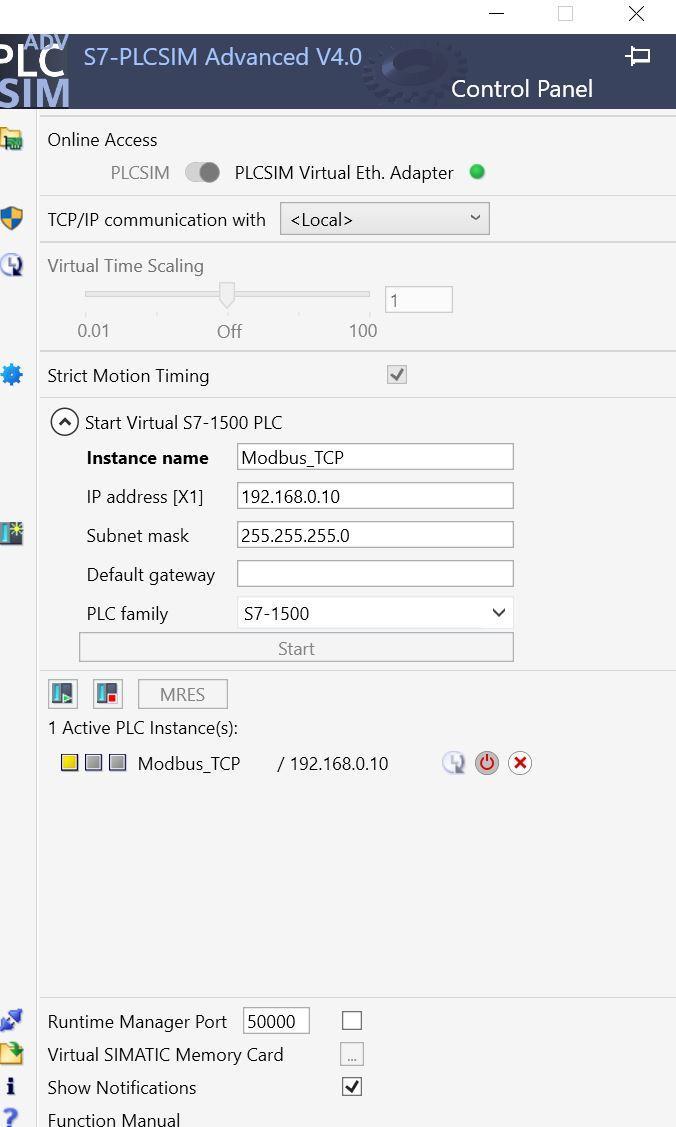 ADV
PLC
SIM
S7-PLCSIM Advanced V4.0
Control Panel
Online Access
PLCSIM PLCSIM Virtual Eth. Adapter
TCP/IP communication with <Local>
Virtual Time Scaling
1
0.01 Off 100
Strict Motion Timing
Start Virtual S7-1500 PLC
Instance name Modbus_TCP
IP address [X1] 192.168.0.10
Subnet mask 255.255.255.0
Default gateway
PLC family S7-1500
Start
MRES
1 Active PLC Instance(s):
Modbus_TCP / 192.168.0.10
Runtime Manager Port 50000
Virtual SIMATIC Memory Card ...
Show Notifications
Function Manual